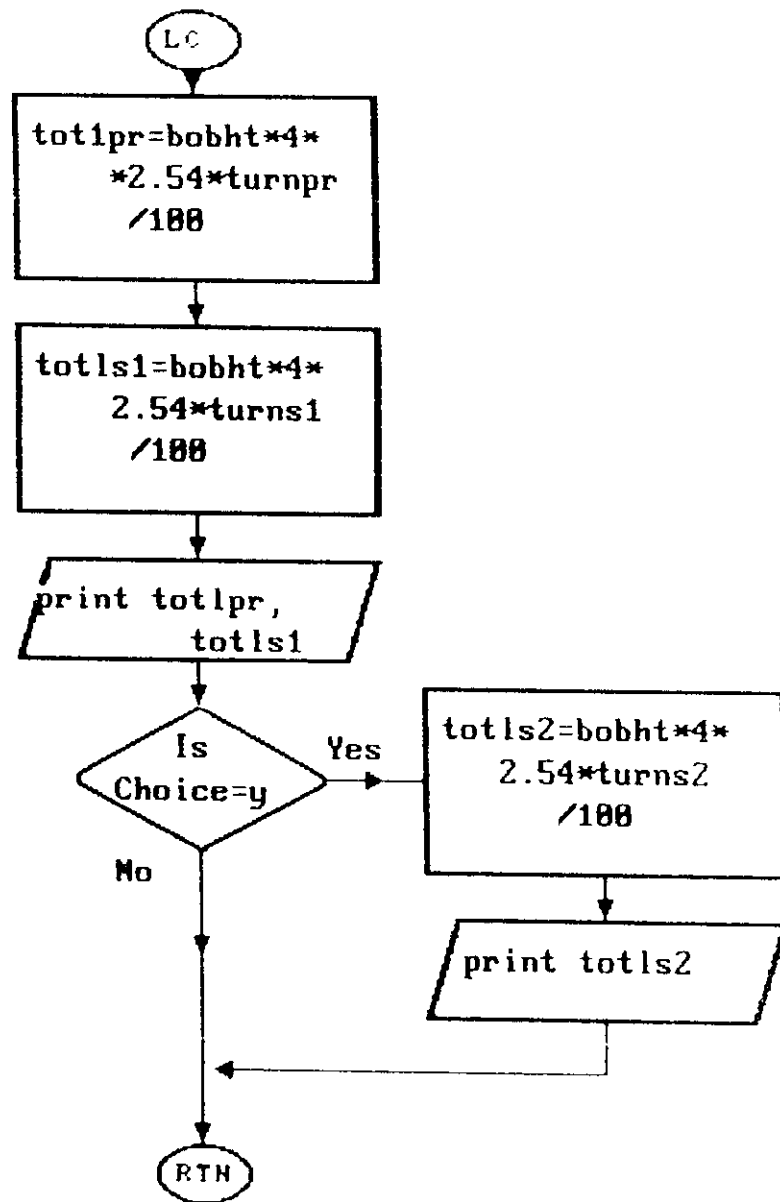 LC
tot1pr=bobht*4*
*2.54*turnpr
/100
totls1=bobht*4*
2.54*turns1
/100
print totlpr,
totls1
Is
Choice=y
Yes
No
totls2=bobht*4*
2.54*turns2
/100
print totls2
RTN